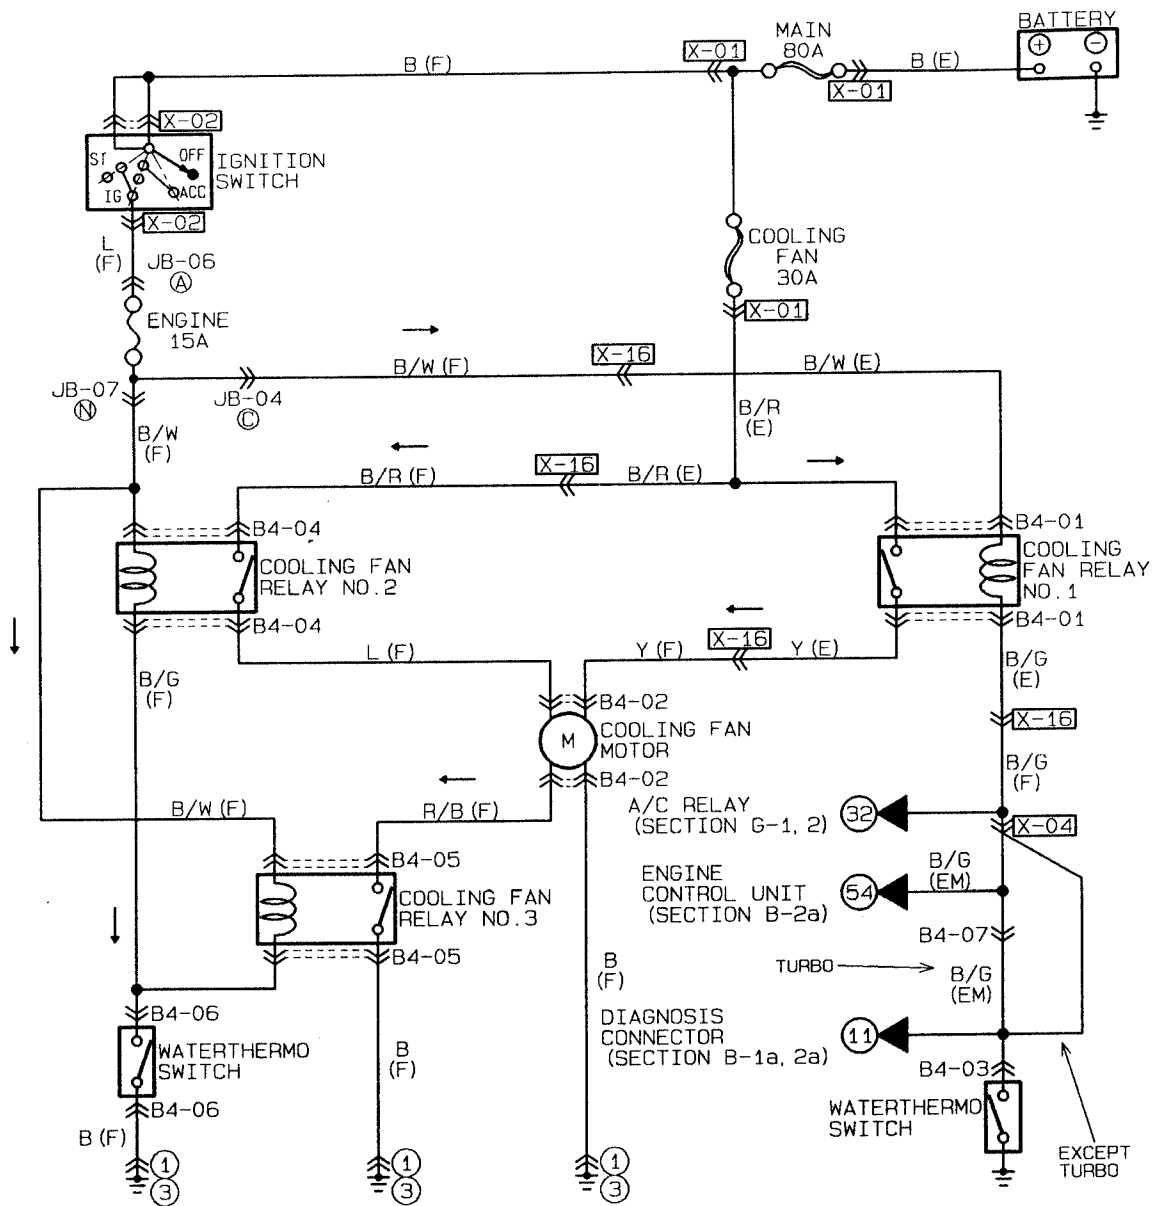 BATTERY
MAIN
80A
X-01
B (F)
B (E)
+
-
X-01
X-02
ST
OFF
IG
ACC
IGNITION
SWITCH
X-02
L
(F)
JB-06
A
COOLING
FAN
30A
X-01
ENGINE
15A
X-16
B/W (F)
B/W (E)
JB-07
N
JB-04
C
B/R
(E)
B/W
(F)
X-16
B/R (F)
B/R (E)
B4-04
B4-01
COOLING FAN
RELAY NO.2
COOLING
FAN RELAY
NO.1
B4-04
B4-01
X-16
L (F)
Y (F)
Y (E)
B/G
(F)
B/G
(E)
B4-02
X-16
M
COOLING FAN
MOTOR
B4-02
B/G
(F)
B/W (F)
R/B (F)
A/C RELAY
(SECTION G-1, 2)
32
X-04
B4-05
B/G
(EM)
ENGINE
CONTROL UNIT
(SECTION B-2a)
54
COOLING FAN
RELAY NO.3
B4-07
B4-05
B
(F)
TURBO
B/G
(EM)
B4-06
DIAGNOSIS
CONNECTOR
(SECTION B-1a, 2a)
11
WATERTHERMO
SWITCH
B
(F)
B4-03
B4-06
WATERTHERMO
SWITCH
B (F)
EXCEPT
TURBO
1
3
1
3
1
3